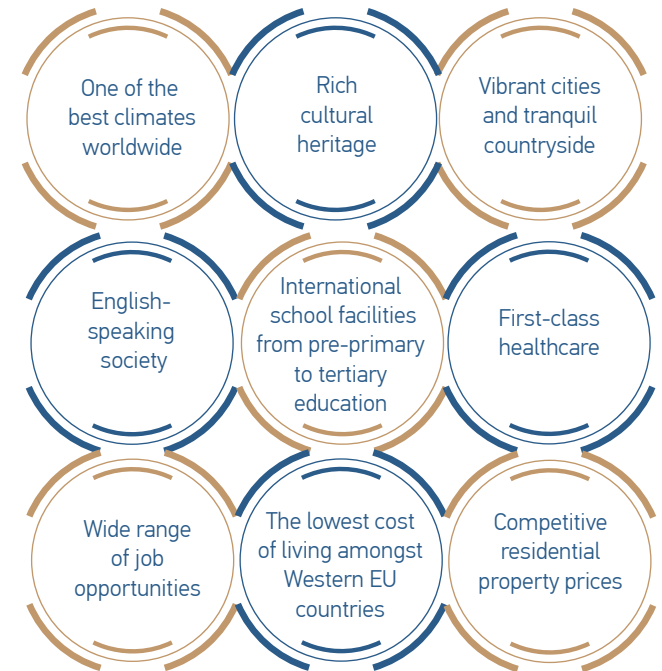 One of the
best climates
worldwide
Rich
cultural
heritage
Vibrant cities
and tranquil
countryside
English-
speaking
society
International
school facilities
from pre-primary
to tertiary
education
First-class
healthcare
Wide range
of job
opportunities
The lowest cost
of living amongst
Western EU
countries
Competitive
residential
property prices